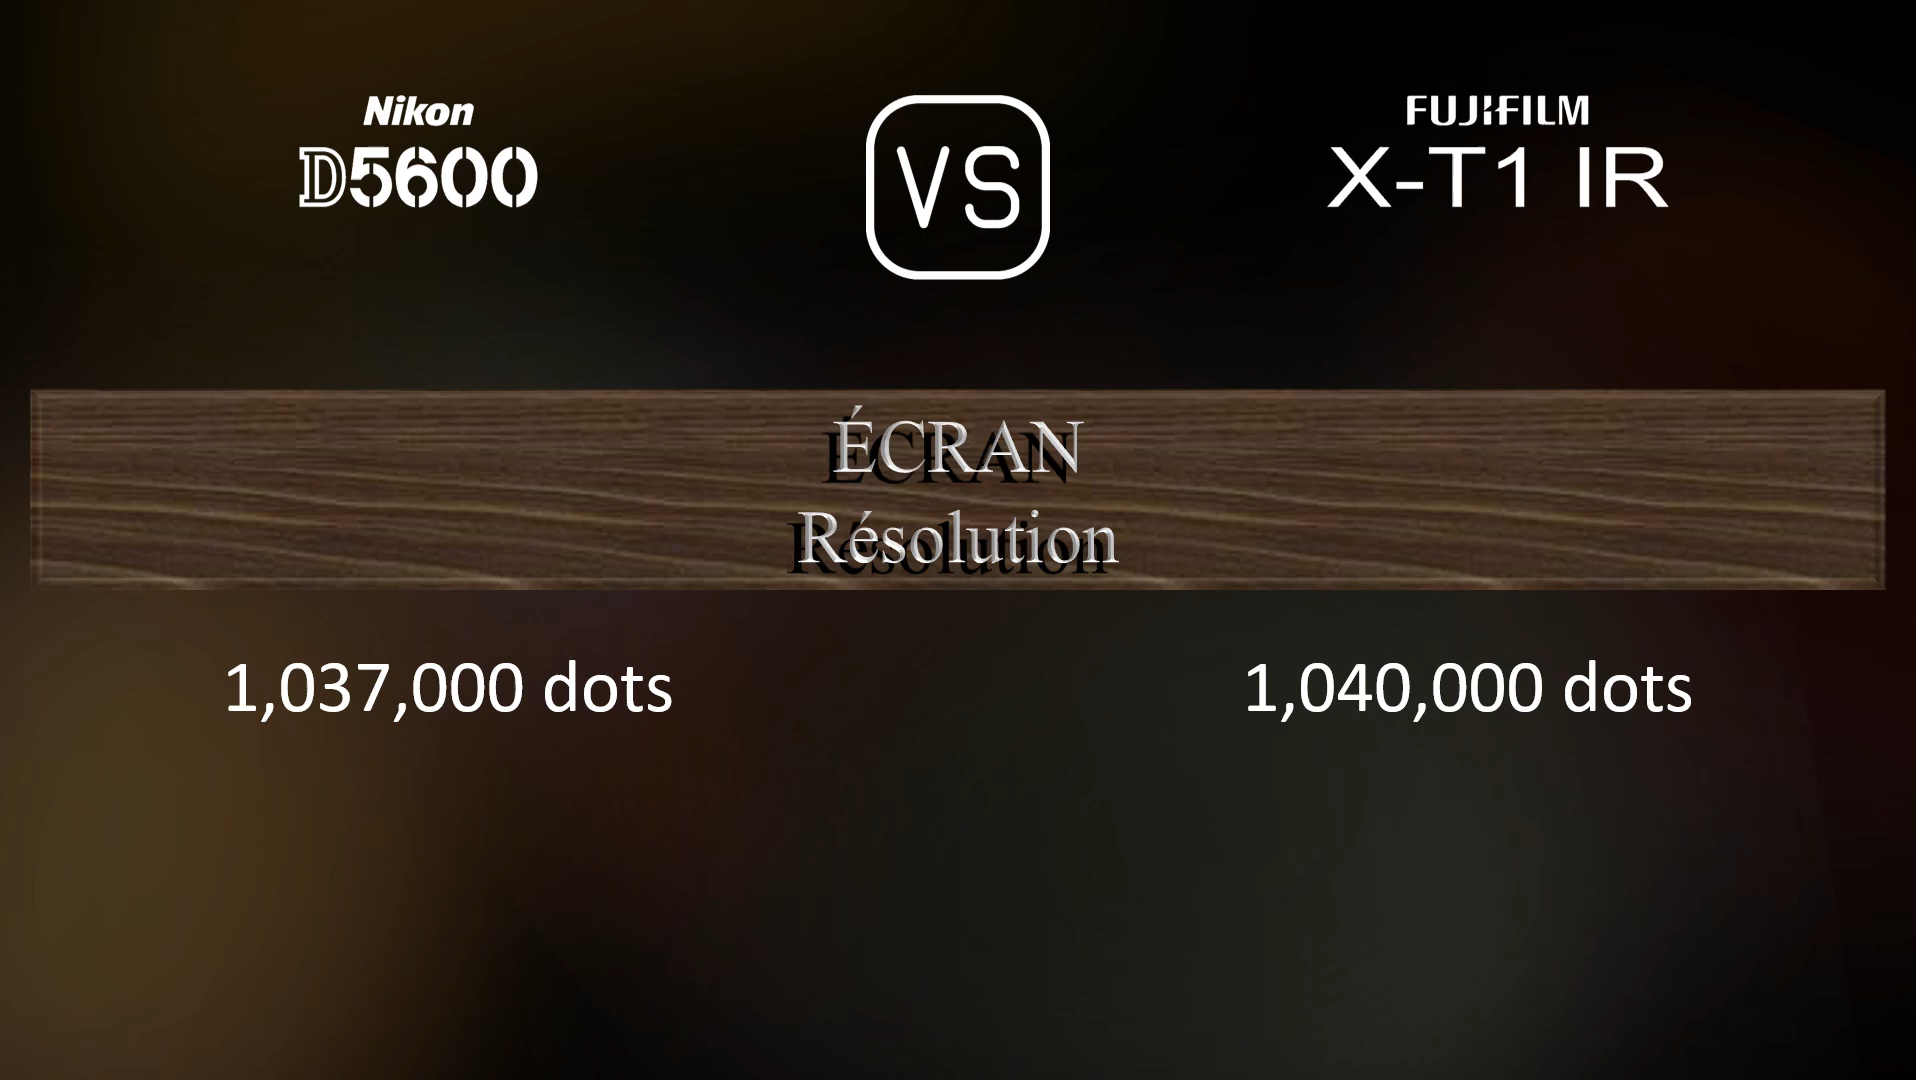 Nikon
D5600
VS
FUJIFILM
X-T1 IR
ÉCRAN
Résolution
1,037,000 dots
1,040,000 dots